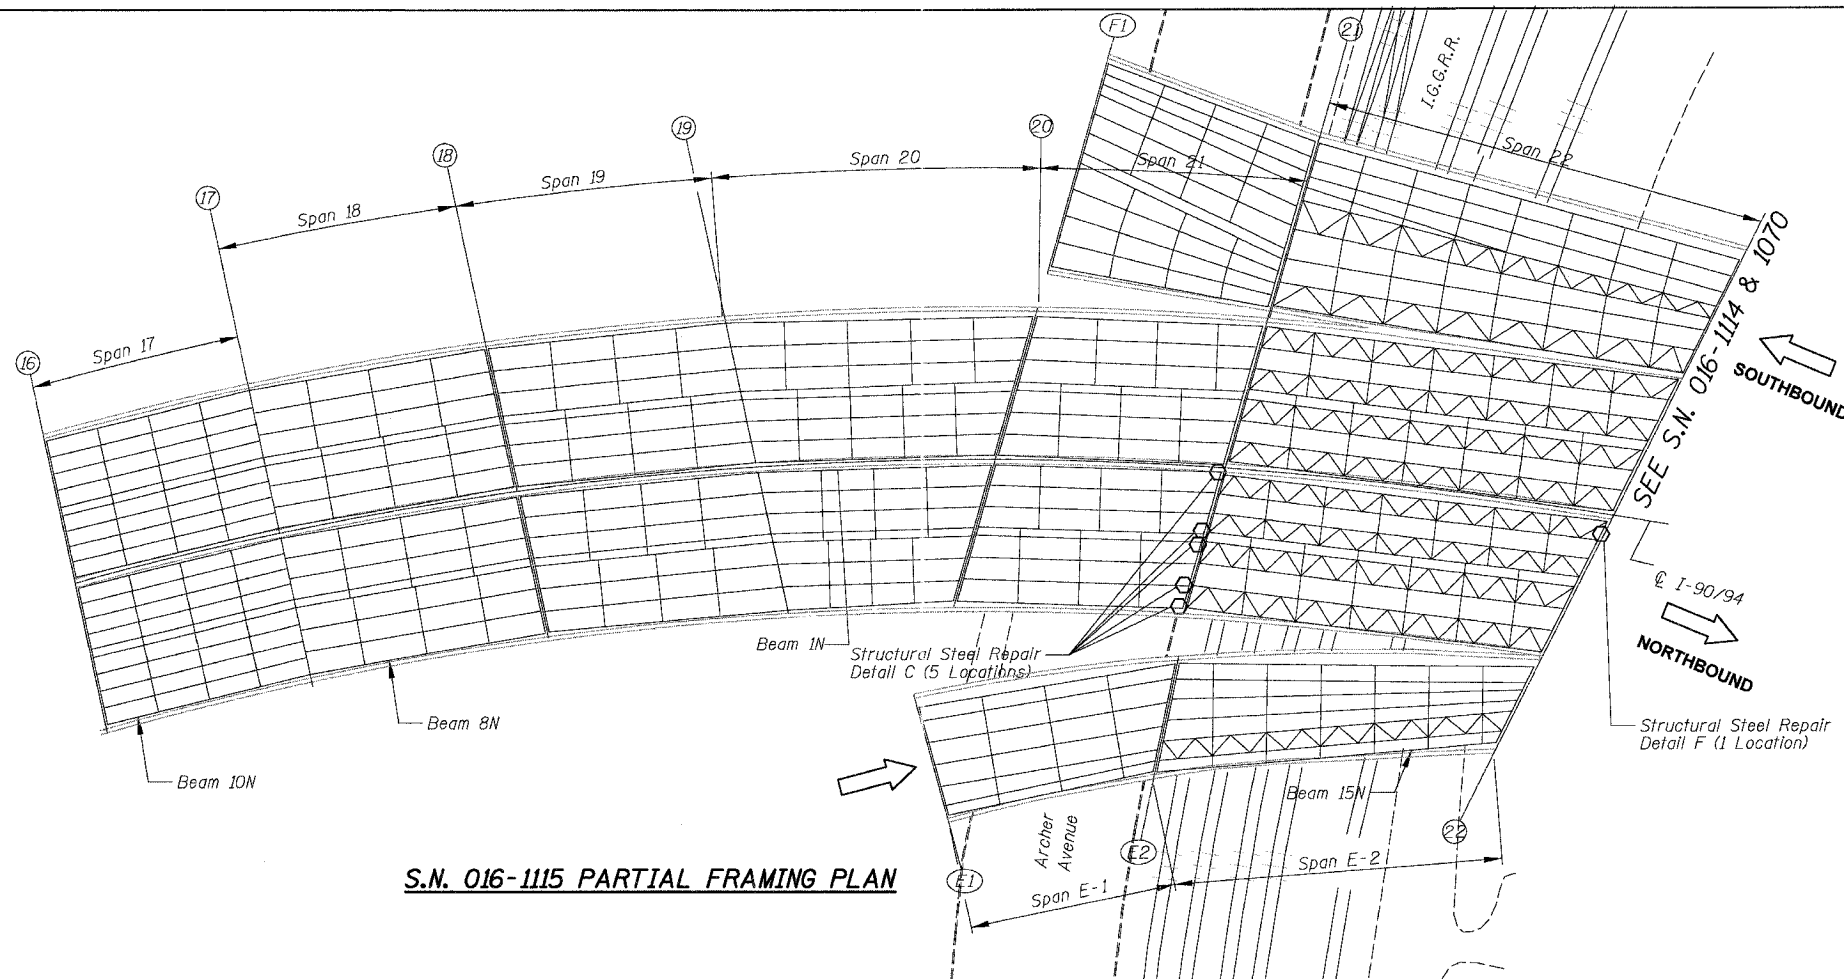 F1
21
I.G.G.R.R.
20
19
18
17
16
Span 17
Span 18
Span 19
Span 20
Span 21
Span 22
SEE S.N. 016-1114 & 1070
SOUTHBOUND
℄ I-90/94
NORTHBOUND
Beam 1N
Structural Steel Repair
Detail C (5 Locations)
Structural Steel Repair
Detail F (1 Location)
Beam 8N
Beam 10N
Beam 15N
Archer
Avenue
E1
E2
22
Span E-1
Span E-2
S.N. 016-1115 PARTIAL FRAMING PLAN